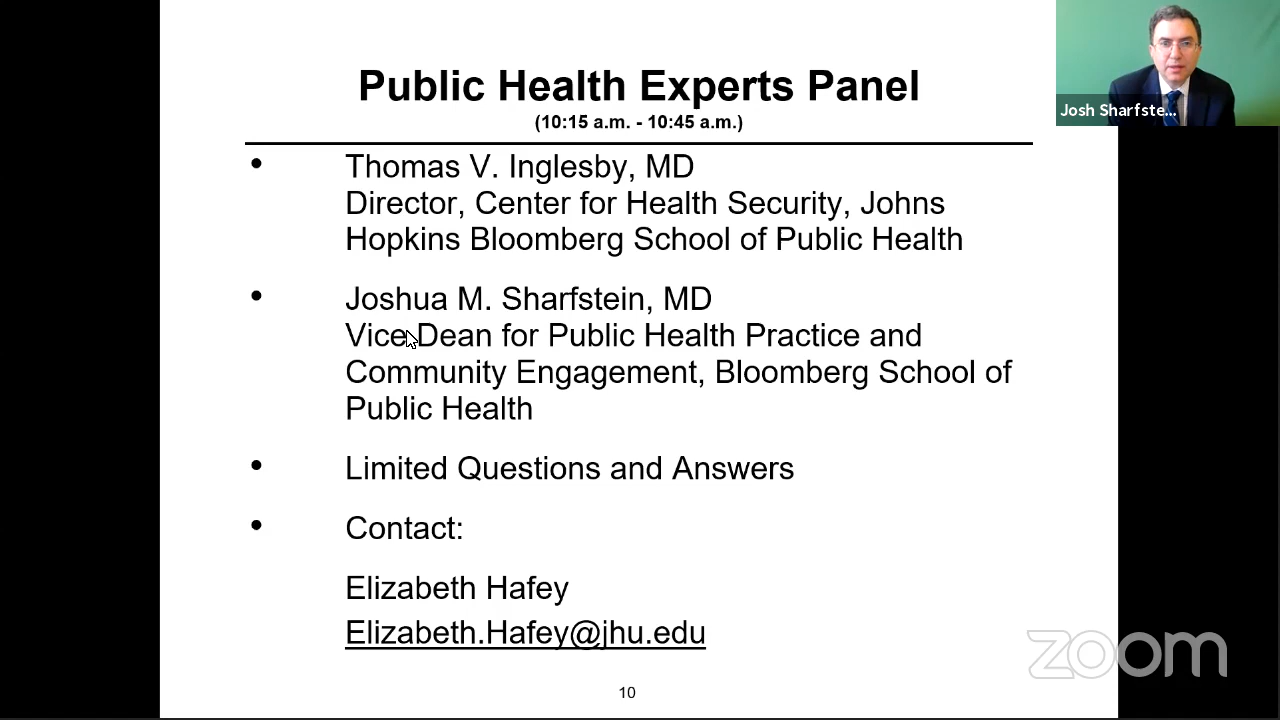 Public Health Experts Panel
(10:15 a.m. - 10:45 a.m.)
• Thomas V. Inglesby, MD
Director, Center for Health Security, Johns
Hopkins Bloomberg School of Public Health
• Joshua M. Sharfstein, MD
Vice Dean for Public Health Practice and
Community Engagement, Bloomberg School of
Public Health
• Limited Questions and Answers
• Contact:
Elizabeth Hafey
Elizabeth.Hafey@jhu.edu
10
Josh Sharfste...
zoom